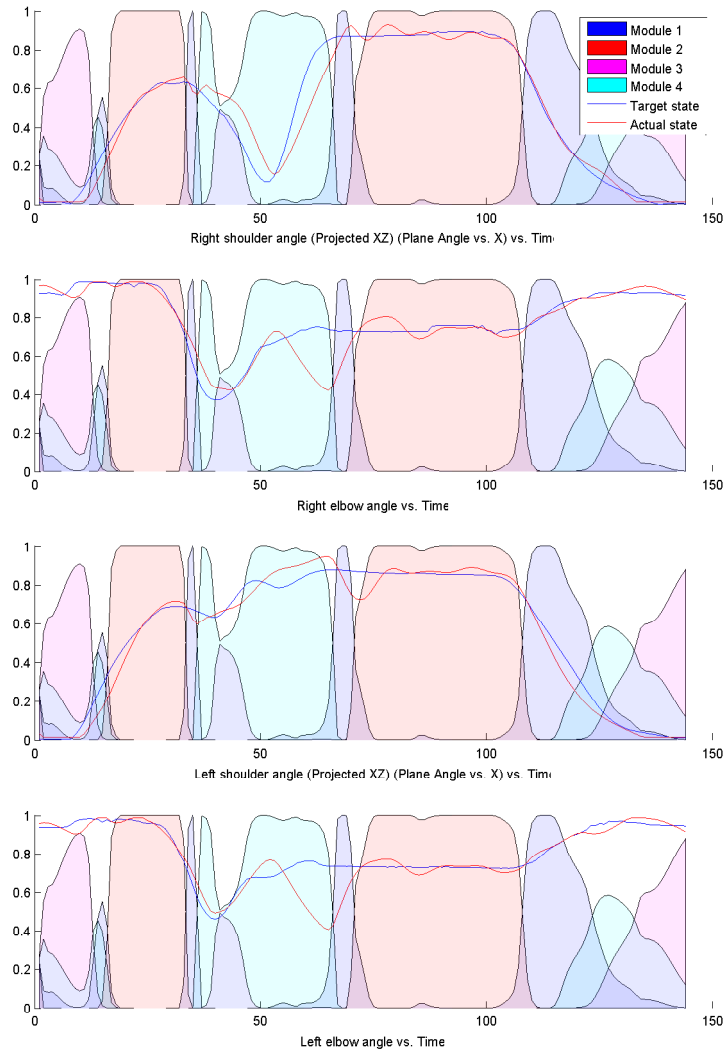 1
0.8
0.6
0.4
0.2
0
0 50 100 150
Module 1
Module 2
Module 3
Module 4
Target state
Actual state
Right shoulder angle (Projected XZ) (Plane Angle vs. X) vs. Time
1
0.8
0.6
0.4
0.2
0
0 50 100 150
Right elbow angle vs. Time
1
0.8
0.6
0.4
0.2
0
0 50 100 150
Left shoulder angle (Projected XZ) (Plane Angle vs. X) vs. Time
1
0.8
0.6
0.4
0.2
0
0 50 100 150
Left elbow angle vs. Time